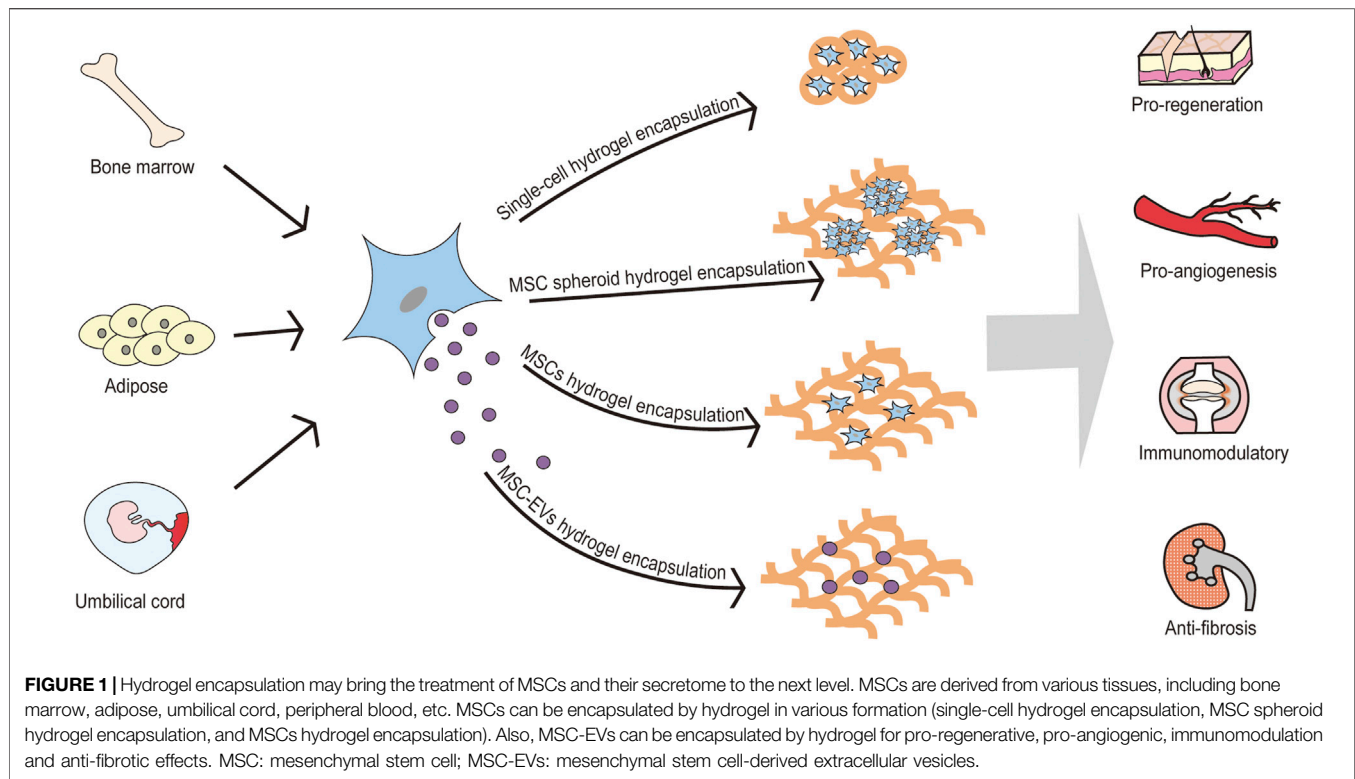 Bone marrow
Adipose
Umbilical cord
Single-cell hydrogel encapsulation
MSC spheroid hydrogel encapsulation
MSCs hydrogel encapsulation
MSC-EVs hydrogel encapsulation
Pro-regeneration
Pro-angiogenesis
Immunomodulatory
Anti-fibrosis
FIGURE 1 | Hydrogel encapsulation may bring the treatment of MSCs and their secretome to the next level. MSCs are derived from various tissues, including bone
marrow, adipose, umbilical cord, peripheral blood, etc. MSCs can be encapsulated by hydrogel in various formation (single-cell hydrogel encapsulation, MSC spheroid
hydrogel encapsulation, and MSCs hydrogel encapsulation). Also, MSC-EVs can be encapsulated by hydrogel for pro-regenerative, pro-angiogenic, immunomodulation
and anti-fibrotic effects. MSC: mesenchymal stem cell; MSC-EVs: mesenchymal stem cell-derived extracellular vesicles.